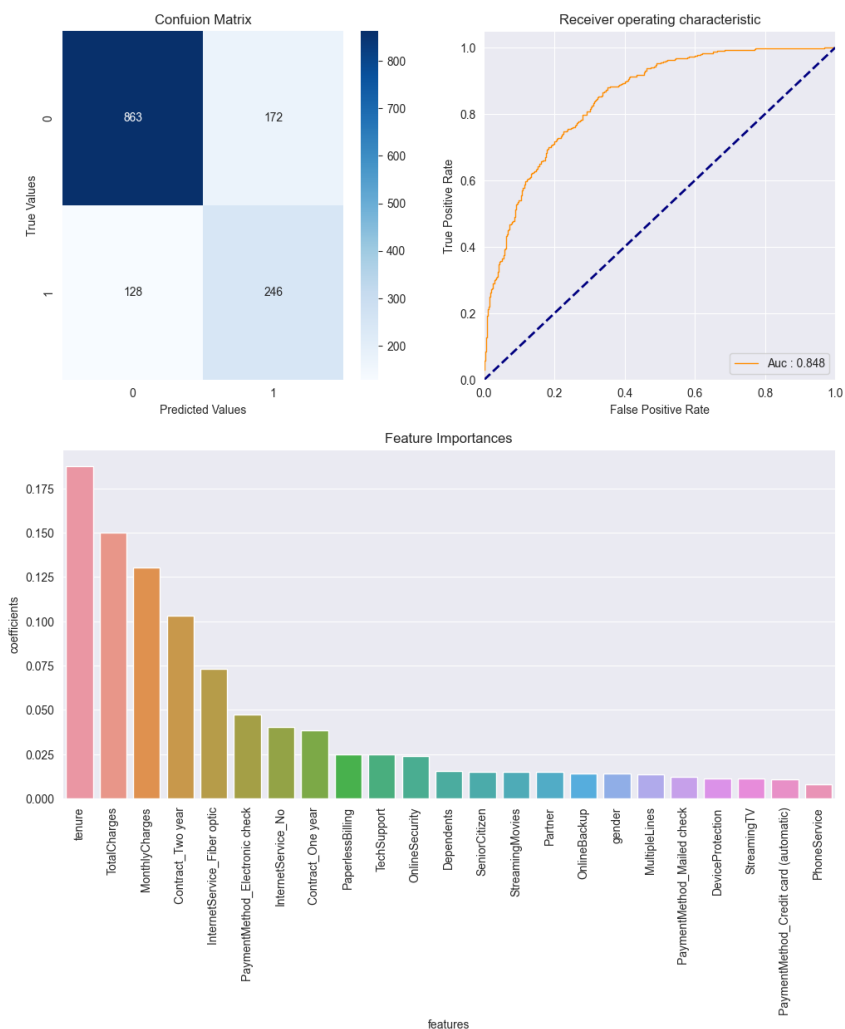 Confuion Matrix
0
1
True Values
863
172
128
246
0
1
Predicted Values
800
700
600
500
400
300
200
Receiver operating characteristic
1.0
0.8
0.6
0.4
0.2
0.0
True Positive Rate
Auc : 0.848
0.0
0.2
0.4
0.6
0.8
1.0
False Positive Rate
Feature Importances
0.175
0.150
0.125
0.100
0.075
0.050
0.025
0.000
coefficients
tenure
TotalCharges
MonthlyCharges
Contract_Two year
InternetService_Fiber optic
PaymentMethod_Electronic check
InternetService_No
Contract_One year
PaperlessBilling
TechSupport
OnlineSecurity
Dependents
SeniorCitizen
StreamingMovies
Partner
OnlineBackup
gender
MultipleLines
PaymentMethod_Mailed check
DeviceProtection
StreamingTV
PaymentMethod_Credit card (automatic)
PhoneService
features